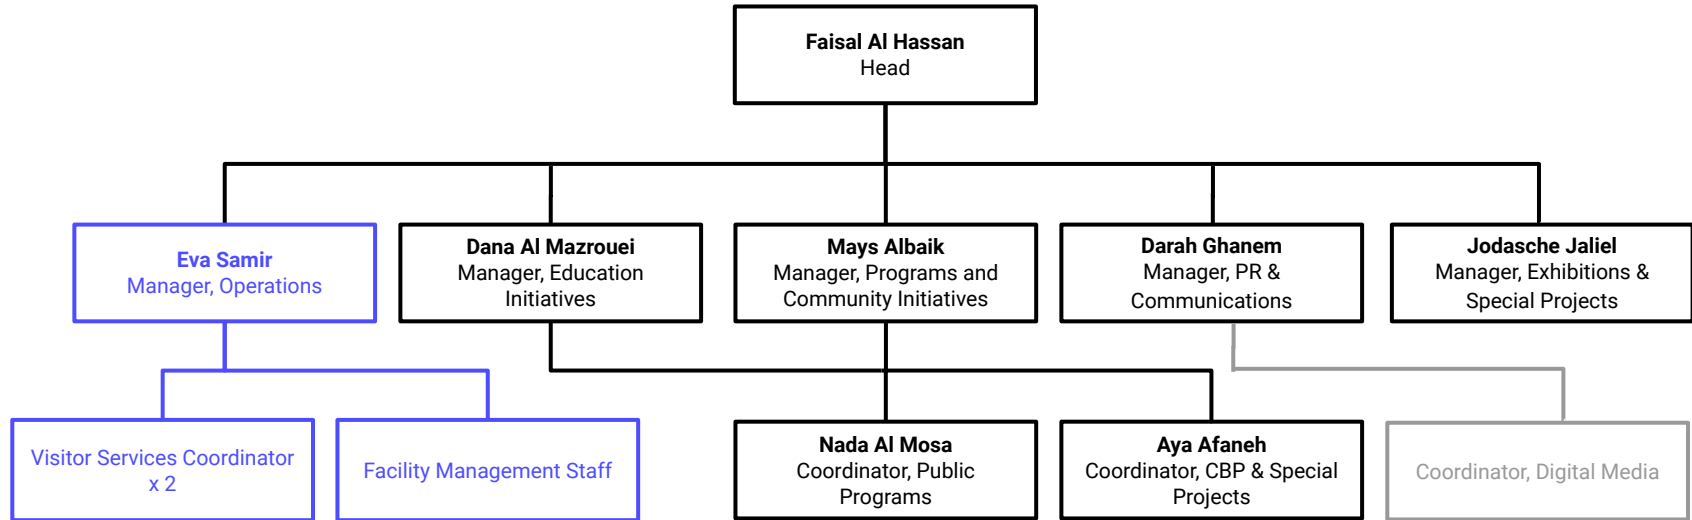 Faisal Al Hassan
Head
Eva Samir
Manager, Operations
Dana Al Mazrouei
Manager, Education
Initiatives
Mays Albaik
Manager, Programs and
Community Initiatives
Darah Ghanem
Manager, PR &
Communications
Jodasche Jaliel
Manager, Exhibitions &
Special Projects
Visitor Services Coordinator
x 2
Facility Management Staff
Nada Al Mosa
Coordinator, Public
Programs
Aya Afaneh
Coordinator, CBP & Special
Projects
Coordinator, Digital Media